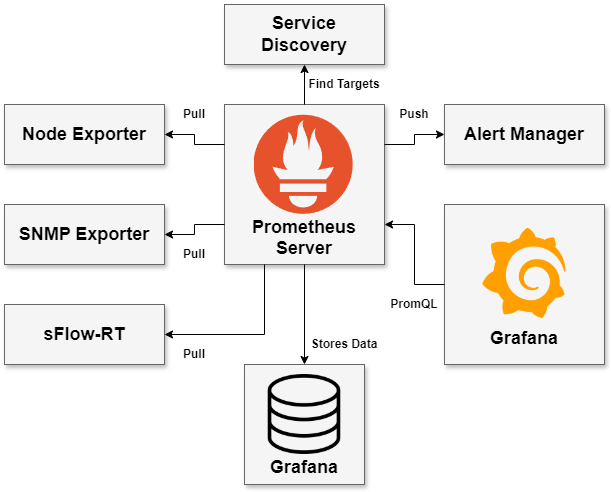 Service
Discovery
Find Targets
Pull
Push
Node Exporter
Alert Manager
Prometheus
Server
SNMP Exporter
Pull
PromQL
Grafana
sFlow-RT
Pull
Stores Data
Grafana